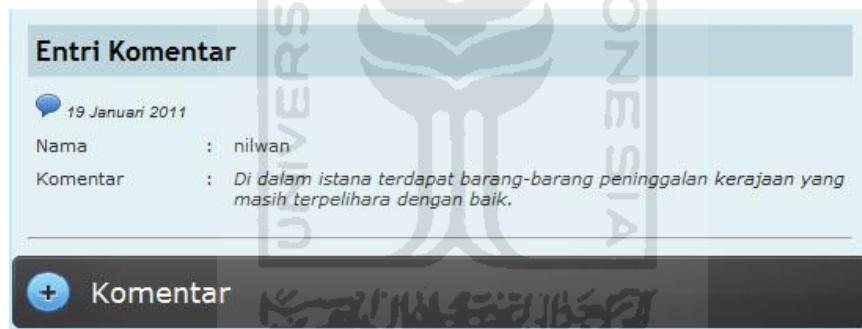 Entri Komentar
19 Januari 2011
Nama : nilwan
Komentar : Di dalam istana terdapat barang-barang peninggalan kerajaan yang
masih terpelihara dengan baik.
+ Komentar